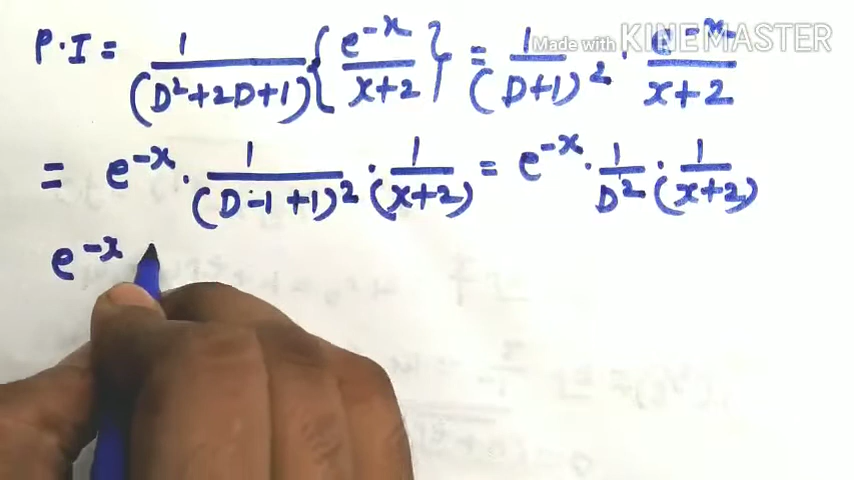 P.I = 1/(D²+2D+1) {e^-x/(x+2)} = 1/(D+1)² · e^-x/(x+2)
Made with KINEMASTER
= e^-x · 1/(D-1+1)² · 1/(x+2) = e^-x · 1/D² · 1/(x+2)
e^-x